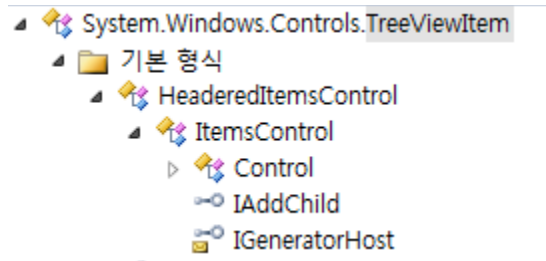 System.Windows.Controls.TreeViewItem
기본 형식
HeaderedItemsControl
ItemsControl
Control
IAddChild
IGeneratorHost